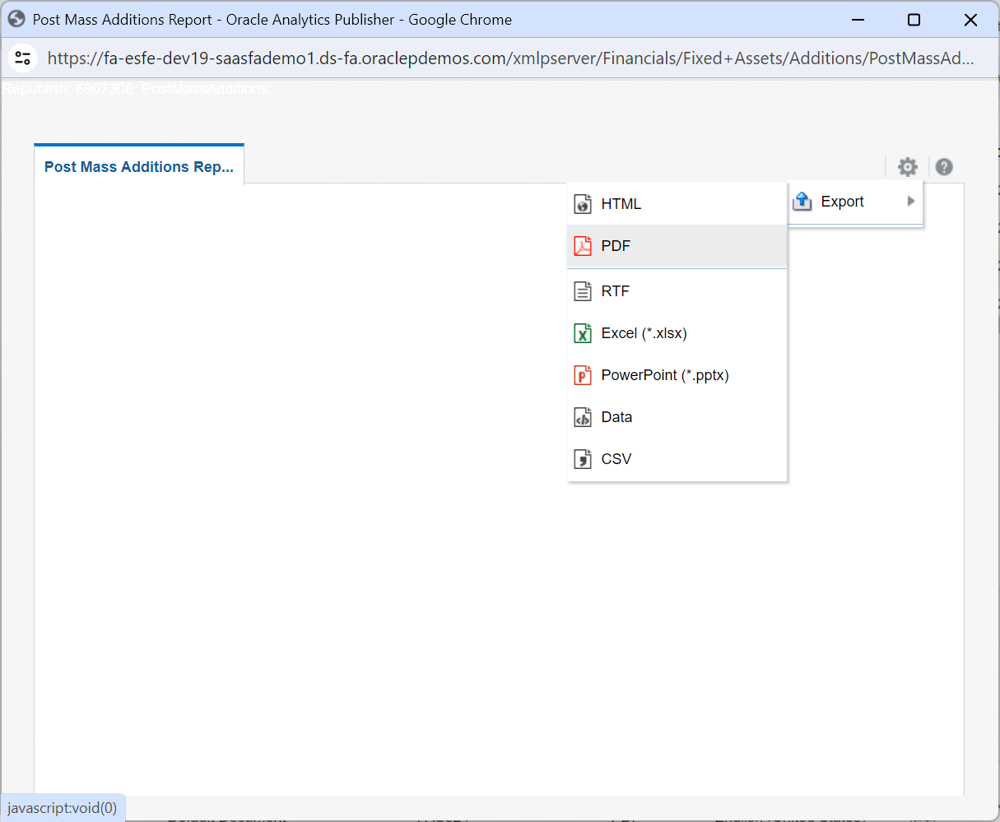 Post Mass Additions Report - Oracle Analytics Publisher - Google Chrome
https://fa-esfe-dev19-saasfademo1.ds-fa.oraclepdemos.com/xmlpserver/Financials/Fixed+Assets/Additions/PostMassAd...
Republish: 6907308: PostMassAdditions:
Post Mass Additions Rep...
?
Export
HTML
PDF
RTF
Excel (*.xlsx)
PowerPoint (*.pptx)
Data
CSV
javascript:void(0)